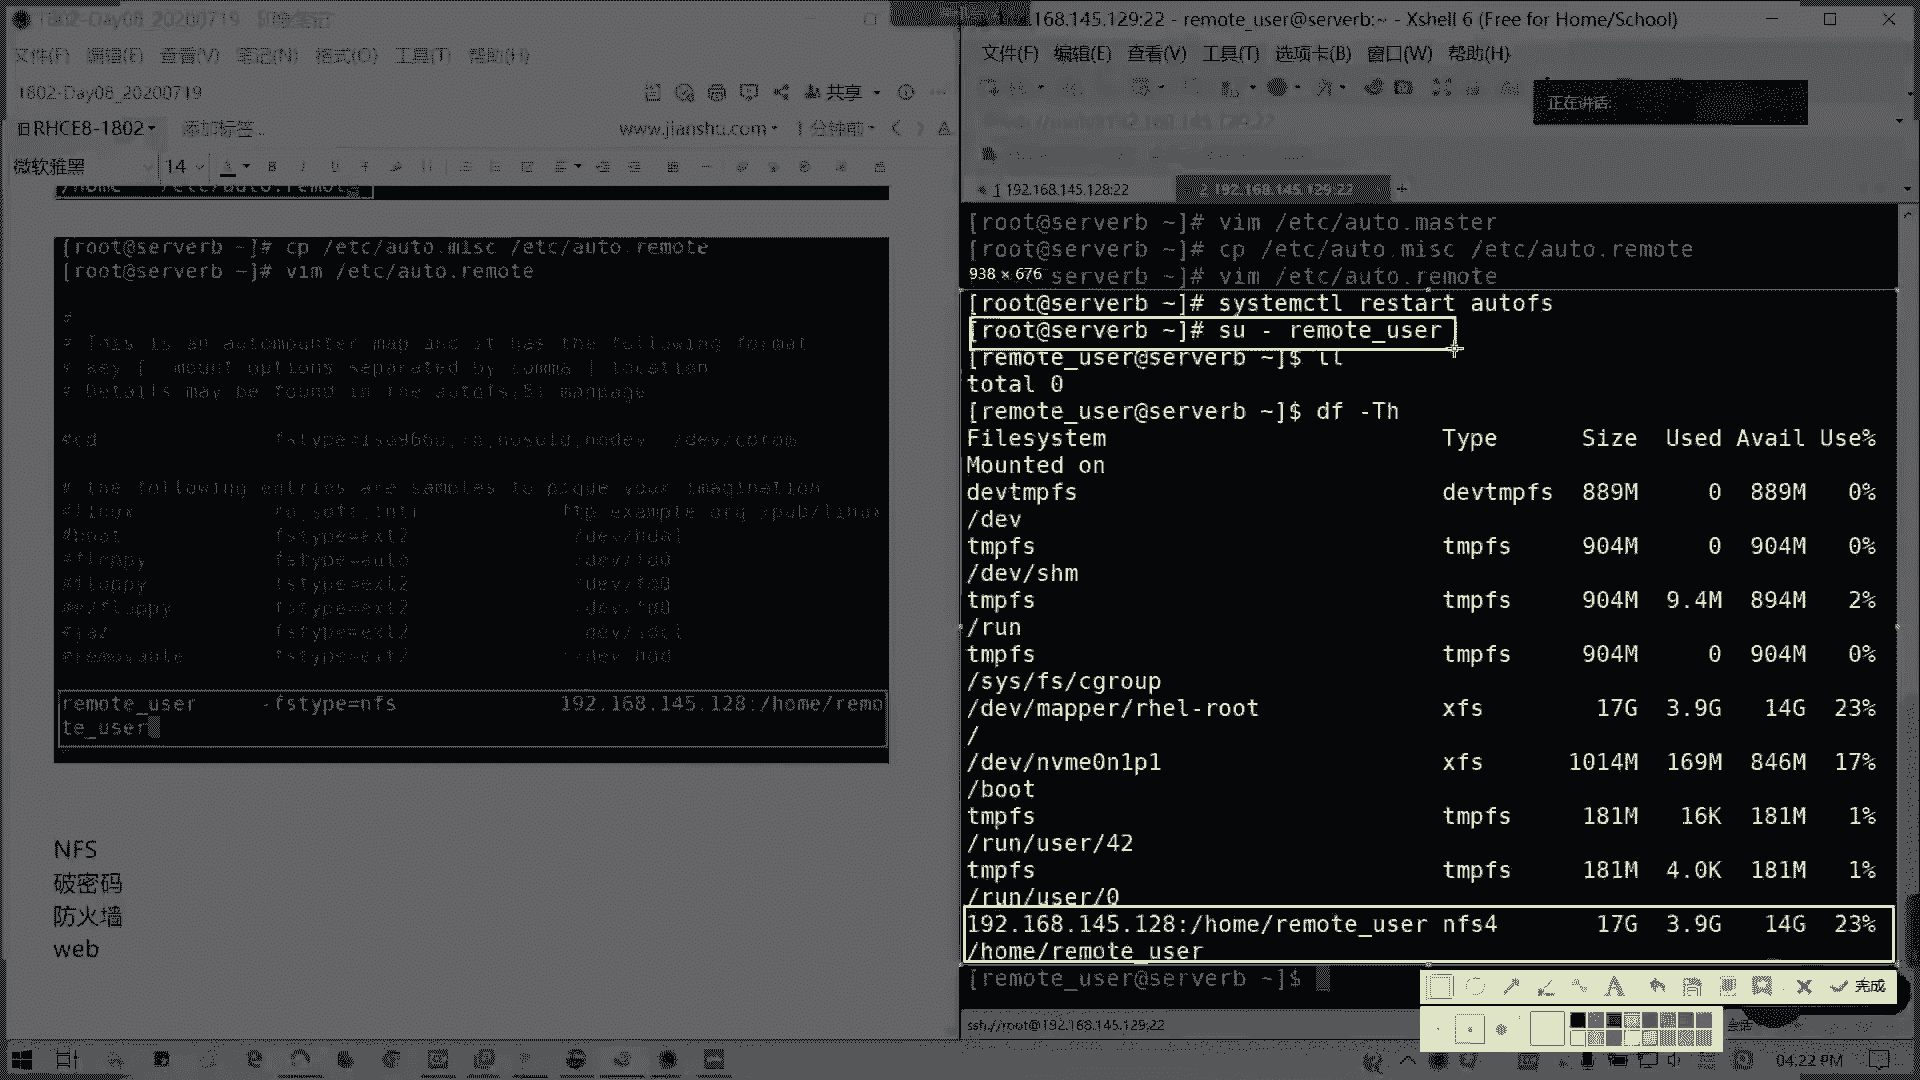 1802-Day08_20200719
文件(F) 编辑(E) 查看(V) 笔记(N) 格式(O) 工具(T) 帮助(H)
1802-Day08_20200719
共享
RHCE8-1802
添加标签..
www.jianshu.com
1 分钟前
微软雅黑
14
/home /etc/auto.remote
[root@serverb ~]# cp /etc/auto.misc /etc/auto.remote
[root@serverb ~]# vim /etc/auto.remote
#
# This is an automounter map and it has the following format
# key [ -mount options separated by comma ] location
# Details may be found in the autofs(5) manpage
#cd fstype=iso9660,ro,nosuid,nodev :/dev/cdrom
# the following entries are samples to pique your imagination
#linux ro,soft,intr ftp.example.org:/pub/linux
#boot fstype=ext2 :/dev/hda1
#floppy fstype=auto :/dev/fd0
#floppy fstype=ext2 :/dev/fd0
#e2floppy fstype=ext2 :/dev/fd0
#jaz fstype=ext2 :/dev/sdc1
#removable fstype=ext2 :/dev/hdd
remote_user -fstype=nfs 192.168.145.128:/home/remo
te_user
NFS
破密码
防火墙
web
192.168.145.129:22 - remote_user@serverb:~ - Xshell 6 (Free for Home/School)
文件(F) 编辑(E) 查看(V) 工具(T) 选项卡(B) 窗口(W) 帮助(H)
正在讲话:
1 192.168.145.128:22
2 192.168.145.129:22
[root@serverb ~]# vim /etc/auto.master
[root@serverb ~]# cp /etc/auto.misc /etc/auto.remote
938 × 676
serverb ~]# vim /etc/auto.remote
[root@serverb ~]# systemctl restart autofs
[root@serverb ~]# su - remote_user
[remote_user@serverb ~]$ ll
total 0
[remote_user@serverb ~]$ df -Th
Filesystem Type Size Used Avail Use%
Mounted on
devtmpfs devtmpfs 889M 0 889M 0%
/dev
tmpfs tmpfs 904M 0 904M 0%
/dev/shm
tmpfs tmpfs 904M 9.4M 894M 2%
/run
tmpfs tmpfs 904M 0 904M 0%
/sys/fs/cgroup
/dev/mapper/rhel-root xfs 17G 3.9G 14G 23%
/
/dev/nvme0n1p1 xfs 1014M 169M 846M 17%
/boot
tmpfs tmpfs 181M 16K 181M 1%
/run/user/42
tmpfs tmpfs 181M 4.0K 181M 1%
/run/user/0
192.168.145.128:/home/remote_user nfs4 17G 3.9G 14G 23%
/home/remote_user
[remote_user@serverb ~]$
完成
ssh://root@192.168.145.129:22
04:22 PM